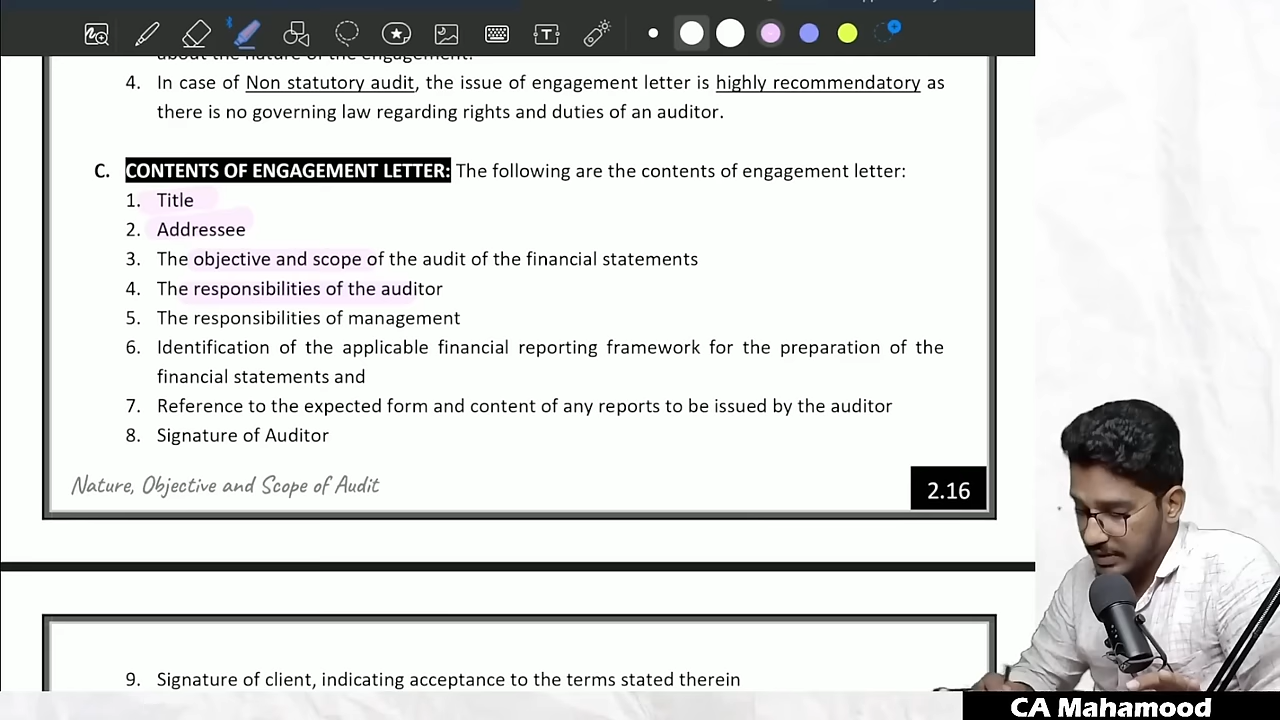 about the nature of the engagement.
4. In case of Non statutory audit, the issue of engagement letter is highly recommendatory as
there is no governing law regarding rights and duties of an auditor.
C. CONTENTS OF ENGAGEMENT LETTER: The following are the contents of engagement letter:
1. Title
2. Addressee
3. The objective and scope of the audit of the financial statements
4. The responsibilities of the auditor
5. The responsibilities of management
6. Identification of the applicable financial reporting framework for the preparation of the
financial statements and
7. Reference to the expected form and content of any reports to be issued by the auditor
8. Signature of Auditor
Nature, Objective and Scope of Audit
2.16
9. Signature of client, indicating acceptance to the terms stated therein
CA Mahamood